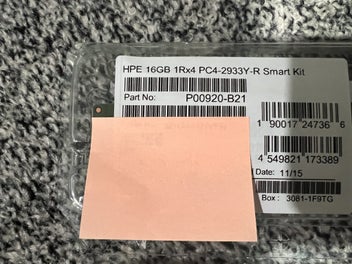 HPE 16GB 1Rx4 PC4-2933Y-R Smart Kit
Part No: P00920-B21
1 90017 24736 6
4 549821 173389
Date: 11/15
Box : 3081-1F9TG